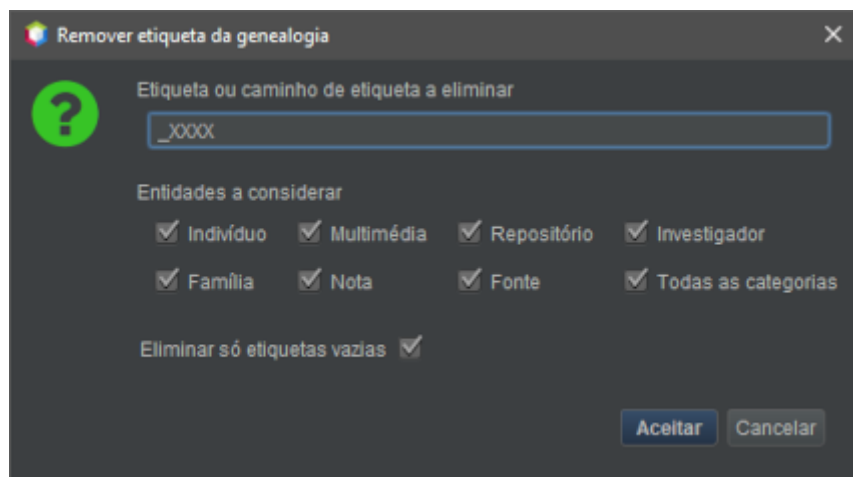 Remover etiqueta da genealogia
Etiqueta ou caminho de etiqueta a eliminar
_XXXX
Entidades a considerar
Indivíduo Multimédia Repositório Investigador
Família Nota Fonte Todas as categorias
Eliminar só etiquetas vazias
Aceitar Cancelar